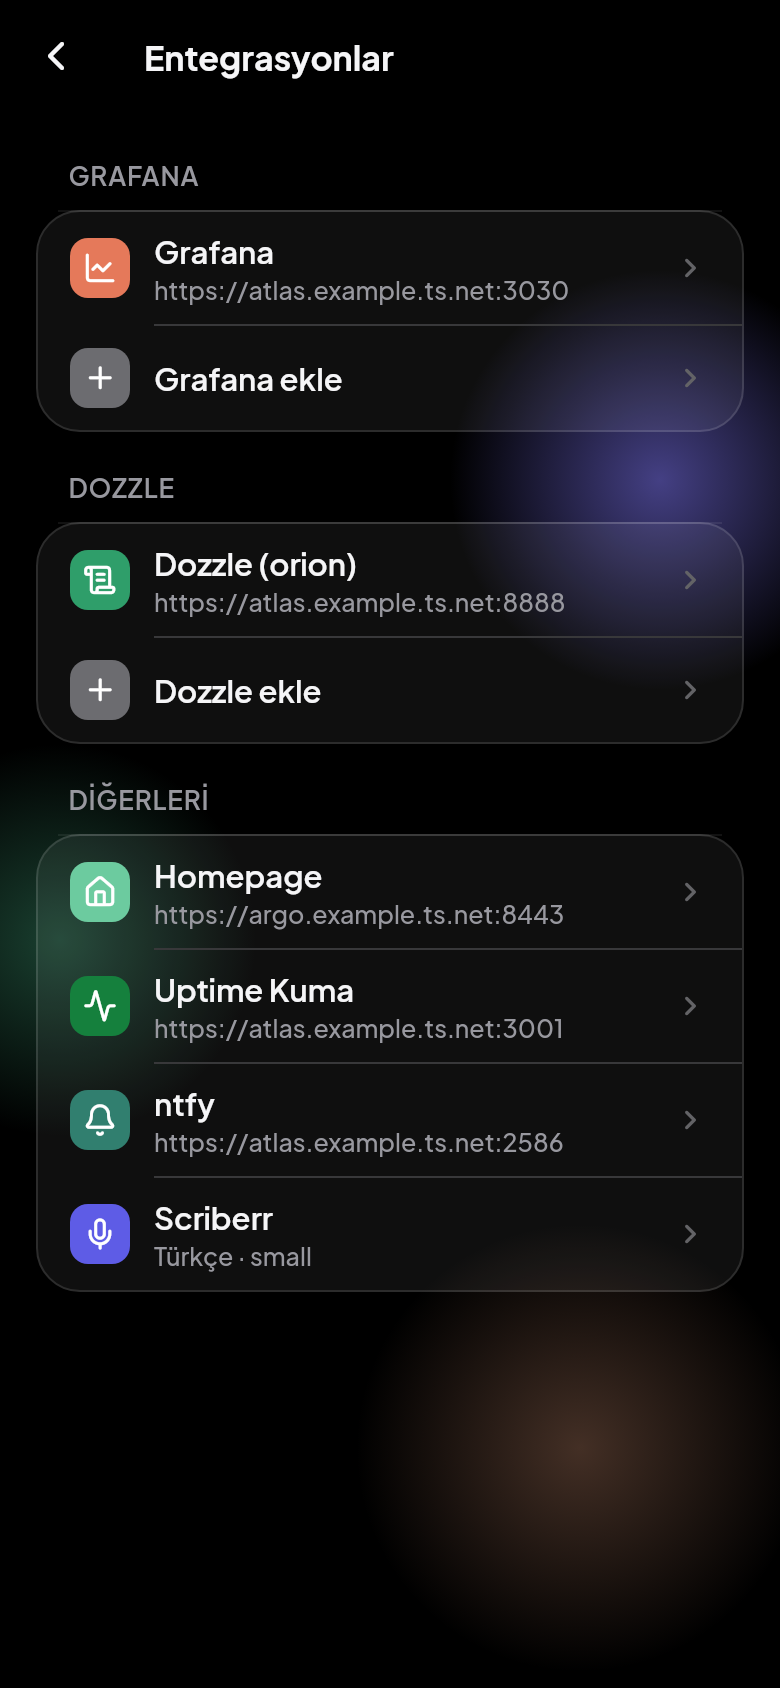 Entegrasyonlar
GRAFANA
Grafana
https://atlas.example.ts.net:3030
Grafana ekle
DOZZLE
Dozzle (orion)
https://atlas.example.ts.net:8888
Dozzle ekle
DİĞERLERİ
Homepage
https://argo.example.ts.net:8443
Uptime Kuma
https://atlas.example.ts.net:3001
ntfy
https://atlas.example.ts.net:2586
Scriberr
Türkçe · small